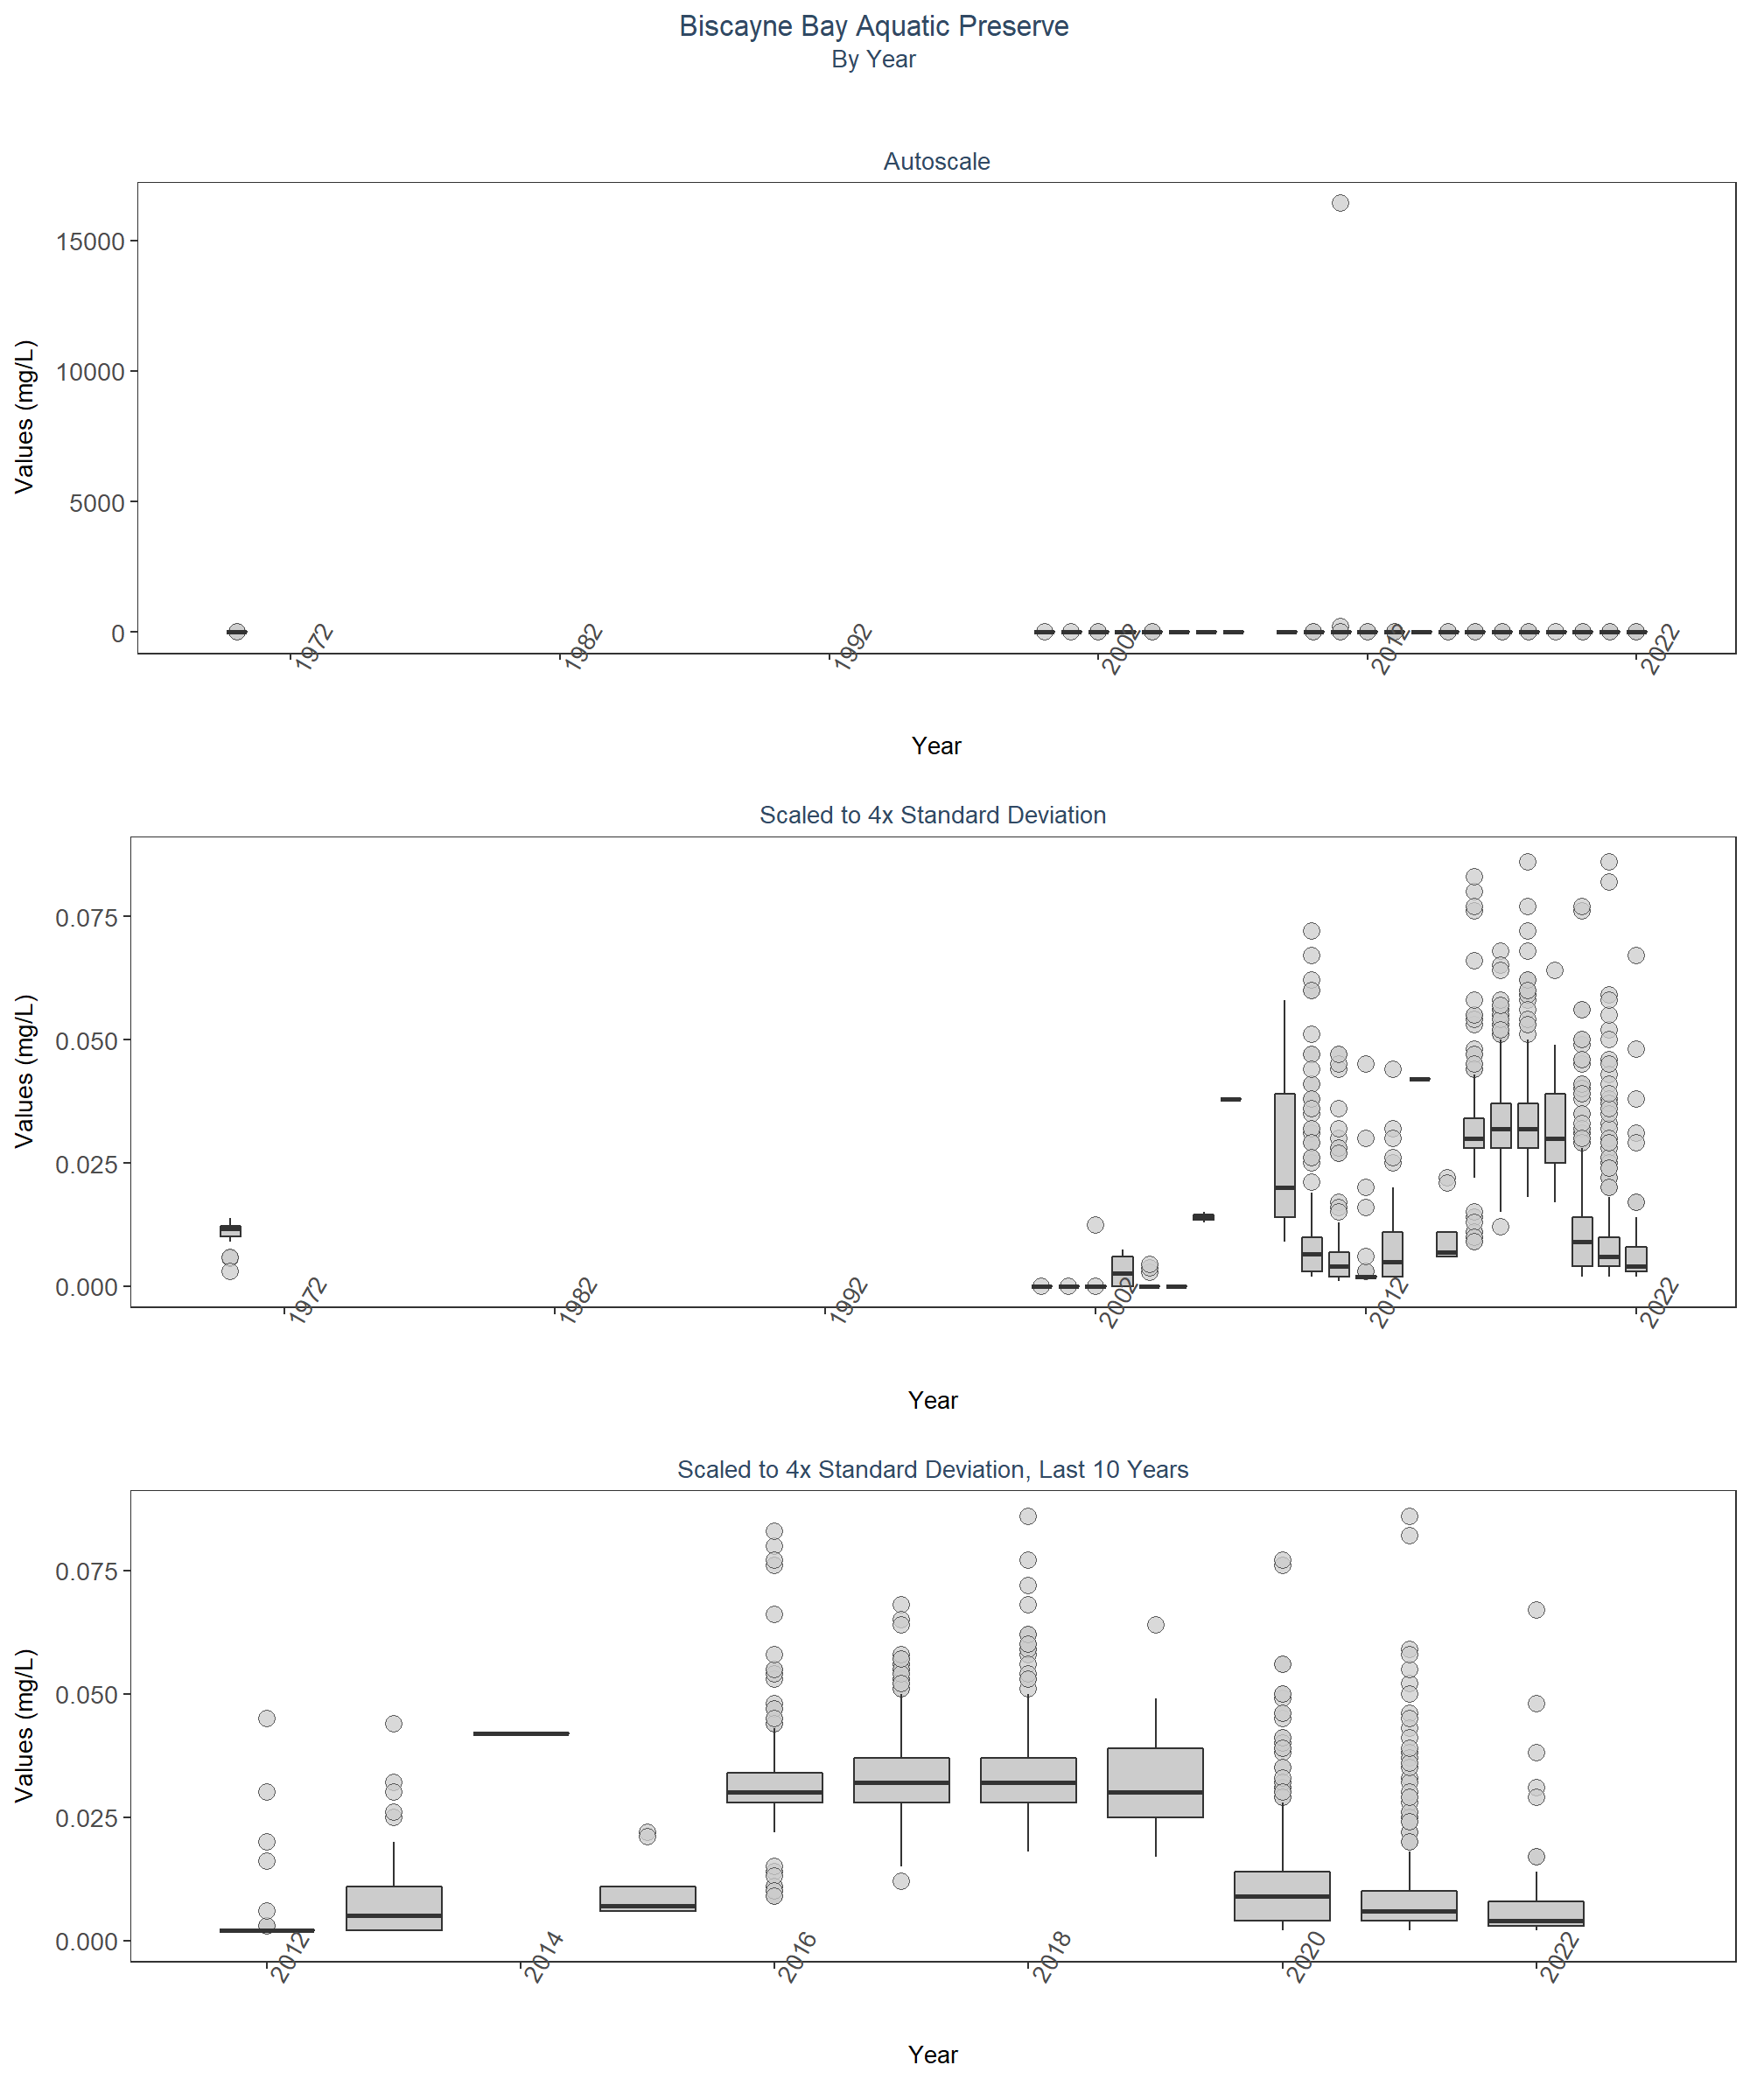 Biscayne Bay Aquatic Preserve
By Year
Autoscale
Values (mg/L)
15000
10000
5000
0
1972
1982
1992
2002
2012
2022
Year
Scaled to 4x Standard Deviation
Values (mg/L)
0.075
0.050
0.025
0.000
1972
1982
1992
2002
2012
2022
Year
Scaled to 4x Standard Deviation, Last 10 Years
Values (mg/L)
0.075
0.050
0.025
0.000
2012
2014
2016
2018
2020
2022
Year